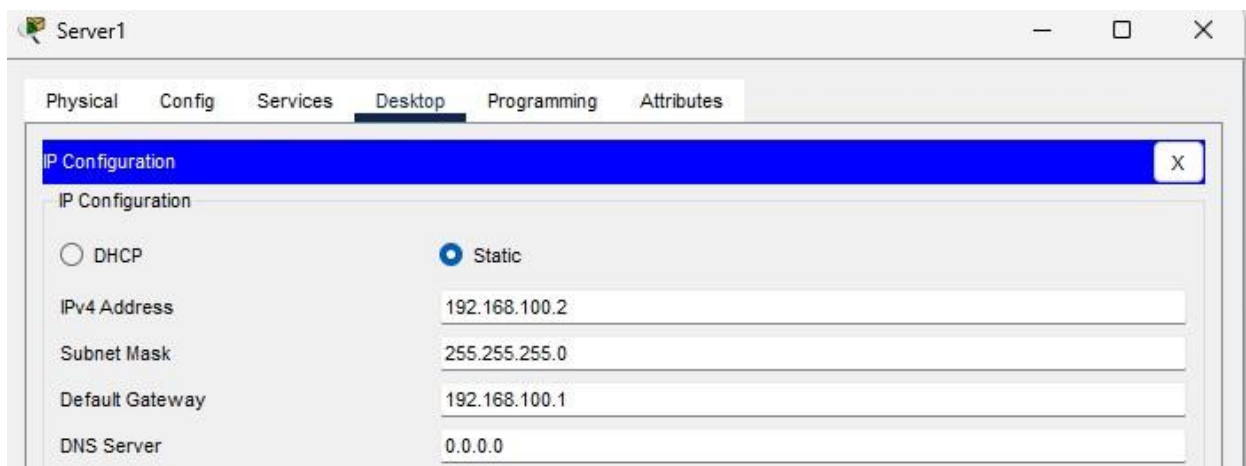 Server1
Physical Config Services Desktop Programming Attributes
IP Configuration X
IP Configuration
DHCP Static
IPv4 Address 192.168.100.2
Subnet Mask 255.255.255.0
Default Gateway 192.168.100.1
DNS Server 0.0.0.0